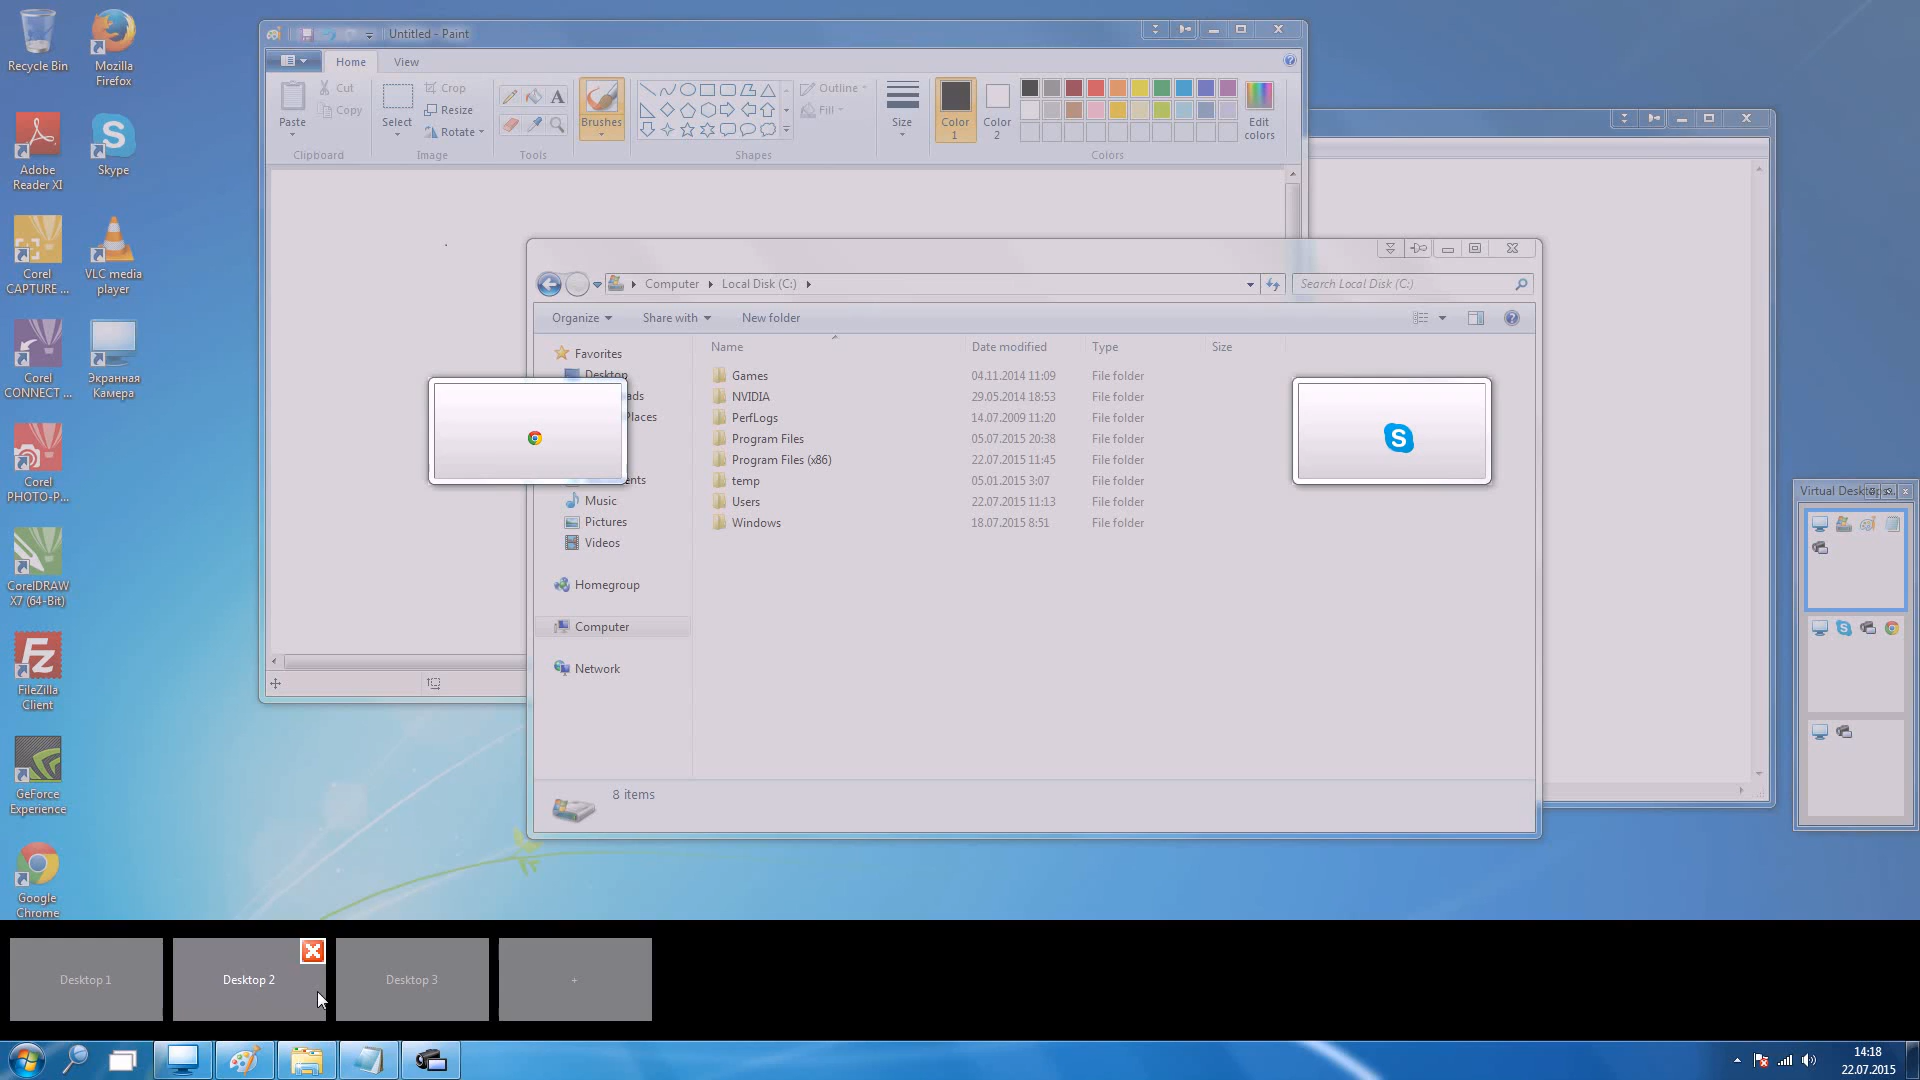 Recycle Bin
Mozilla
Firefox
Adobe
Reader XI
Skype
Corel
CAPTURE ...
VLC media
player
Corel
CONNECT ...
Экранная
Камера
Corel
PHOTO-P...
CorelDRAW
X7 (64-Bit)
FileZilla
Client
GeForce
Experience
Google
Chrome
Untitled - Paint
Home
View
Paste
Cut
Copy
Clipboard
Select
Crop
Resize
Rotate
Image
Tools
Brushes
Shapes
Outline
Fill
Size
Color
1
Color
2
Edit
colors
Colors
Computer
Local Disk (C:)
Search Local Disk (C:)
Organize
Share with
New folder
Name
Date modified
Type
Size
Favorites
Desktop
ads
Places
ents
Music
Pictures
Videos
Homegroup
Computer
Network
Games 04.11.2014 11:09 File folder
NVIDIA 29.05.2014 18:53 File folder
PerfLogs 14.07.2009 11:20 File folder
Program Files 05.07.2015 20:38 File folder
Program Files (x86) 22.07.2015 11:45 File folder
temp 05.01.2015 3:07 File folder
Users 22.07.2015 11:13 File folder
Windows 18.07.2015 8:51 File folder
8 items
Virtual Desktops
Desktop 1
Desktop 2
Desktop 3
+
14:18
22.07.2015